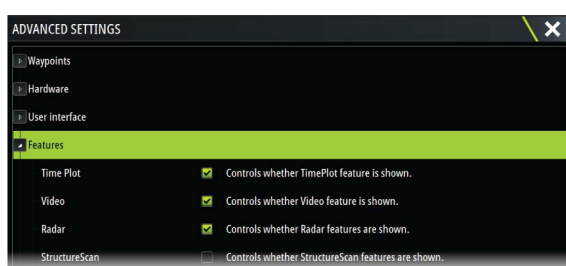 ADVANCED SETTINGS
Waypoints
Hardware
User interface
Features
Time Plot Controls whether TimePlot feature is shown.
Video Controls whether Video feature is shown.
Radar Controls whether Radar features are shown.
StructureScan Controls whether StructureScan features are shown.